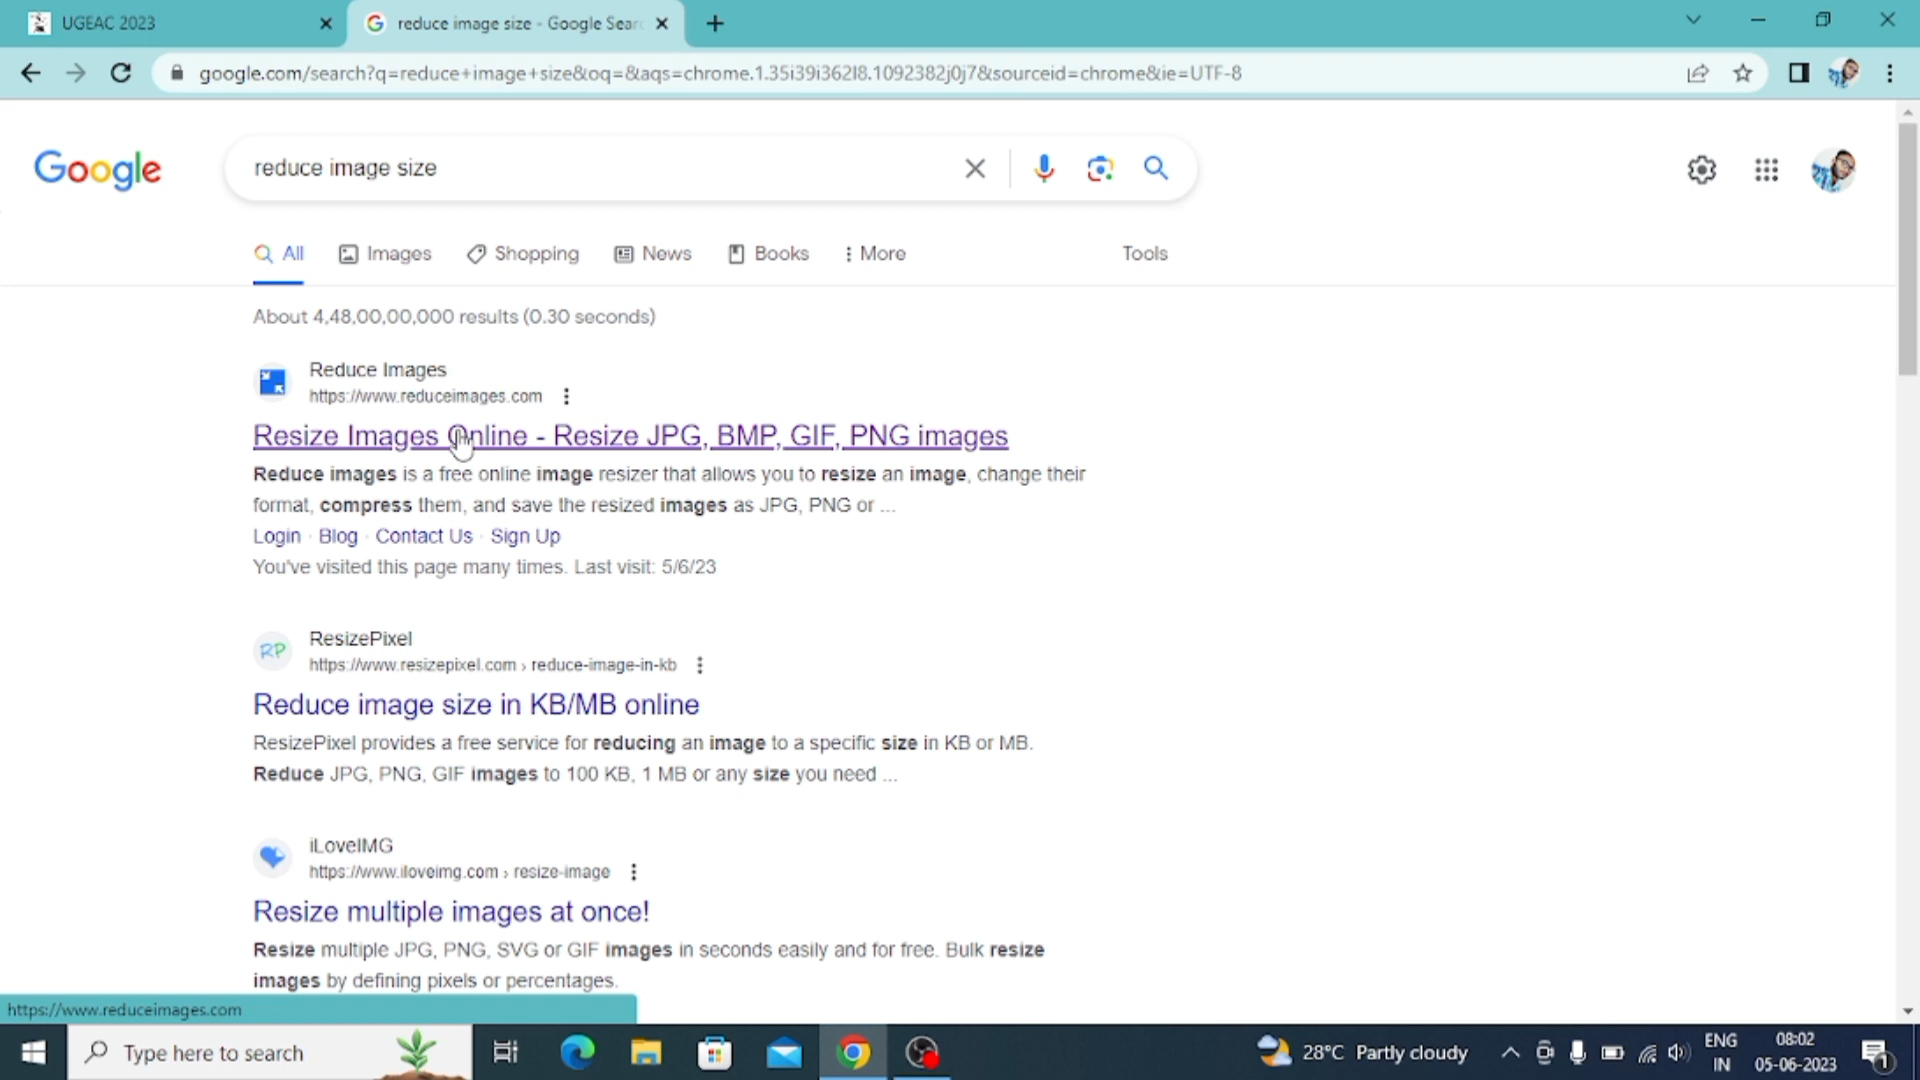 UGEAC 2023
reduce image size - Google Sear
google.com/search?q=reduce+image+size&oq=&aqs=chrome.1.35i39i362l8.1092382j0j7&sourceid=chrome&ie=UTF-8
Google
reduce image size
All Images Shopping News Books More Tools
About 4,48,00,00,000 results (0.30 seconds)
Reduce Images
https://www.reduceimages.com
Resize Images Online - Resize JPG, BMP, GIF, PNG images
Reduce images is a free online image resizer that allows you to resize an image, change their
format, compress them, and save the resized images as JPG, PNG or ...
Login · Blog · Contact Us · Sign Up
You've visited this page many times. Last visit: 5/6/23
RP
ResizePixel
https://www.resizepixel.com › reduce-image-in-kb
Reduce image size in KB/MB online
ResizePixel provides a free service for reducing an image to a specific size in KB or MB.
Reduce JPG, PNG, GIF images to 100 KB, 1 MB or any size you need ...
iLoveIMG
https://www.iloveimg.com › resize-image
Resize multiple images at once!
Resize multiple JPG, PNG, SVG or GIF images in seconds easily and for free. Bulk resize
images by defining pixels or percentages.
https://www.reduceimages.com
Type here to search
28°C Partly cloudy
ENG
IN
08:02
05-06-2023
1